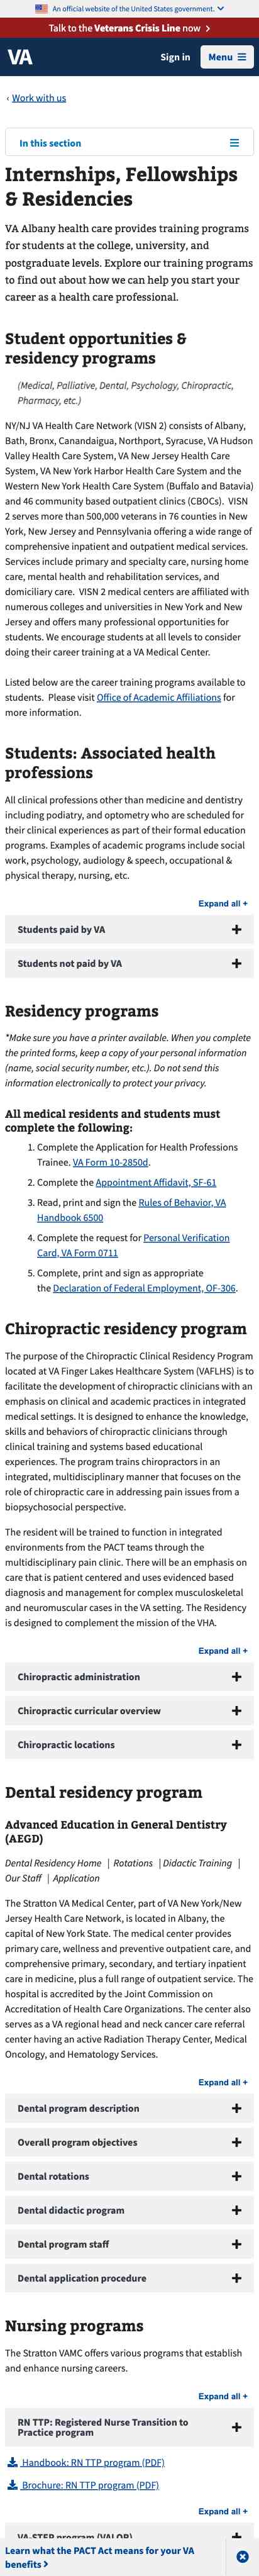 An official website of the United States government.
Talk to the Veterans Crisis Line now
VA
Sign in
Menu
‹ Work with us
In this section
Internships, Fellowships
& Residencies
VA Albany health care provides training programs
for students at the college, university, and
postgraduate levels. Explore our training programs
to find out about how we can help you start your
career as a health care professional.
Student opportunities &
residency programs
(Medical, Palliative, Dental, Psychology, Chiropractic,
Pharmacy, etc.)
NY/NJ VA Health Care Network (VISN 2) consists of Albany,
Bath, Bronx, Canandaigua, Northport, Syracuse, VA Hudson
Valley Health Care System, VA New Jersey Health Care
System, VA New York Harbor Health Care System and the
Western New York Health Care System (Buffalo and Batavia)
and 46 community based outpatient clinics (CBOCs). VISN
2 serves more than 500,000 veterans in 76 counties in New
York, New Jersey and Pennsylvania offering a wide range of
comprehensive inpatient and outpatient medical services.
Services include primary and specialty care, nursing home
care, mental health and rehabilitation services, and
domiciliary care. VISN 2 medical centers are affiliated with
numerous colleges and universities in New York and New
Jersey and offers many professional opportunities for
students. We encourage students at all levels to consider
doing their career training at a VA Medical Center.
Listed below are the career training programs available to
students. Please visit Office of Academic Affiliations for
more information.
Students: Associated health
professions
All clinical professions other than medicine and dentistry
including podiatry, and optometry who are scheduled for
their clinical experiences as part of their formal education
programs. Examples of academic programs include social
work, psychology, audiology & speech, occupational &
physical therapy, nursing, etc.
Expand all +
Students paid by VA
Students not paid by VA
Residency programs
*Make sure you have a printer available. When you complete
the printed forms, keep a copy of your personal information
(name, social security number, etc.). Do not send this
information electronically to protect your privacy.
All medical residents and students must
complete the following:
1. Complete the Application for Health Professions
Trainee. VA Form 10-2850d.
2. Complete the Appointment Affidavit, SF-61
3. Read, print and sign the Rules of Behavior, VA
Handbook 6500
4. Complete the request for Personal Verification
Card, VA Form 0711
5. Complete, print and sign as appropriate
the Declaration of Federal Employment, OF-306.
Chiropractic residency program
The purpose of the Chiropractic Clinical Residency Program
located at VA Finger Lakes Healthcare System (VAFLHS) is to
facilitate the development of chiropractic clinicians with an
emphasis on clinical and academic practices in integrated
medical settings. It is designed to enhance the knowledge,
skills and behaviors of chiropractic clinicians through
clinical training and systems based educational
experiences. The program trains chiropractors in an
integrated, multidisciplinary manner that focuses on the
role of chiropractic care in addressing pain issues from a
biopsychosocial perspective.
The resident will be trained to function in integrated
environments from the PACT teams through the
multidisciplinary pain clinic. There will be an emphasis on
care that is patient centered and uses evidenced based
diagnosis and management for complex musculoskeletal
and neuromuscular cases in the VA setting. The Residency
is designed to complement the mission of the VHA.
Expand all +
Chiropractic administration
Chiropractic curricular overview
Chiropractic locations
Dental residency program
Advanced Education in General Dentistry
(AEGD)
Dental Residency Home | Rotations | Didactic Training |
Our Staff | Application
The Stratton VA Medical Center, part of VA New York/New
Jersey Health Care Network, is located in Albany, the
capital of New York State. The medical center provides
primary care, wellness and preventive outpatient care, and
comprehensive primary, secondary, and tertiary inpatient
care in medicine, plus a full range of outpatient service. The
hospital is accredited by the Joint Commission on
Accreditation of Health Care Organizations. The center also
serves as a VA regional head and neck cancer care referral
center having an active Radiation Therapy Center, Medical
Oncology, and Hematology Services.
Expand all +
Dental program description
Overall program objectives
Dental rotations
Dental didactic program
Dental program staff
Dental application procedure
Nursing programs
The Stratton VAMC offers various programs that establish
and enhance nursing careers.
Expand all +
RN TTP: Registered Nurse Transition to
Practice program
Handbook: RN TTP program (PDF)
Brochure: RN TTP program (PDF)
Expand all +
VA-STEP program (VALOR)
Learn what the PACT Act means for your VA
benefits